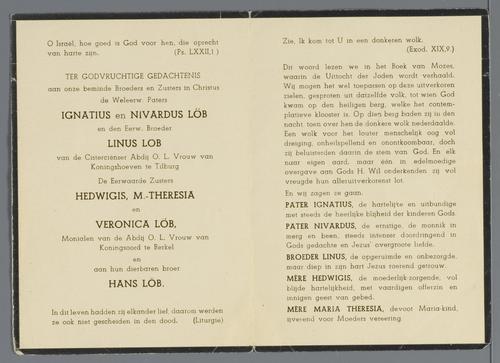 O Israel, hoe goed is God voor hen, die oprecht
van harte zijn. (Ps. LXXII,1)
TER GODVRUCHTIGE GEDACHTENIS
aan onze beminde Broeders en Zusters in Christus
de Weleerw. Paters
IGNATIUS en NIVARDUS LÖB
en den Eerw. Broeder
LINUS LÖB
van de Cisterciënser Abdij O. L. Vrouw van
Koningshoeven te Tilburg
De Eerwaarde Zusters
HEDWIGIS, M.-THERESIA
en
VERONICA LÖB,
Monialen van de Abdij O. L. Vrouw van
Koningsoord te Berkel
en
aan hun dierbaren broer
HANS LÖB.
In dit leven hadden zij elkander lief, daarom werden
ze ook niet gescheiden in den dood. (Liturgie)
Zie, Ik kom tot U in een donkeren wolk.
(Exod. XIX,9.)
Dit woord lezen we in het Boek van Mozes,
waarin de Uittocht der Joden wordt verhaald.
Wij mogen het wel toepassen op deze uitverkoren
zielen, gesproten uit datzelfde volk, tot wien God
kwam op den heiligen berg, welke het contem-
platieve klooster is. Op dien berg baden zij in den
nacht, toen over hen de donkere wolk nederdaalde.
Een wolk voor het louter menschelijk oog vol
dreiging, onheilspellend en onontkoombaar, doch
zij beluisterden daarin de stem van God. En elk
naar eigen aard, maar één in edelmoedige
overgave aan Gods H. Wil onderkenden zij vol
vreugde hun alleruitverkorenst lot.
En wij zagen ze gaan.
PATER IGNATIUS, de hartelijkste en uitbundige
met steeds de heerlijke blijheid der kinderen Gods.
PATER NIVARDUS, de ernstige, de monnik in
merg en been, steeds intenser doordringend in
Gods gedachte en Jezus' overgroote liefde.
BROEDER LINUS, de opgeruimde en onbezorgde,
maar diep in zijn hart Jezus zoerend getrouw.
MÈRE HEDWIGIS, de moederlijk-zorgende, vol
blijde hartelijkheid, met vaardigen offerzin en
innigen geest van gebed.
MÈRE MARIA THERESIA, devoot Maria-kind,
ijverend voor Moeders vereering.